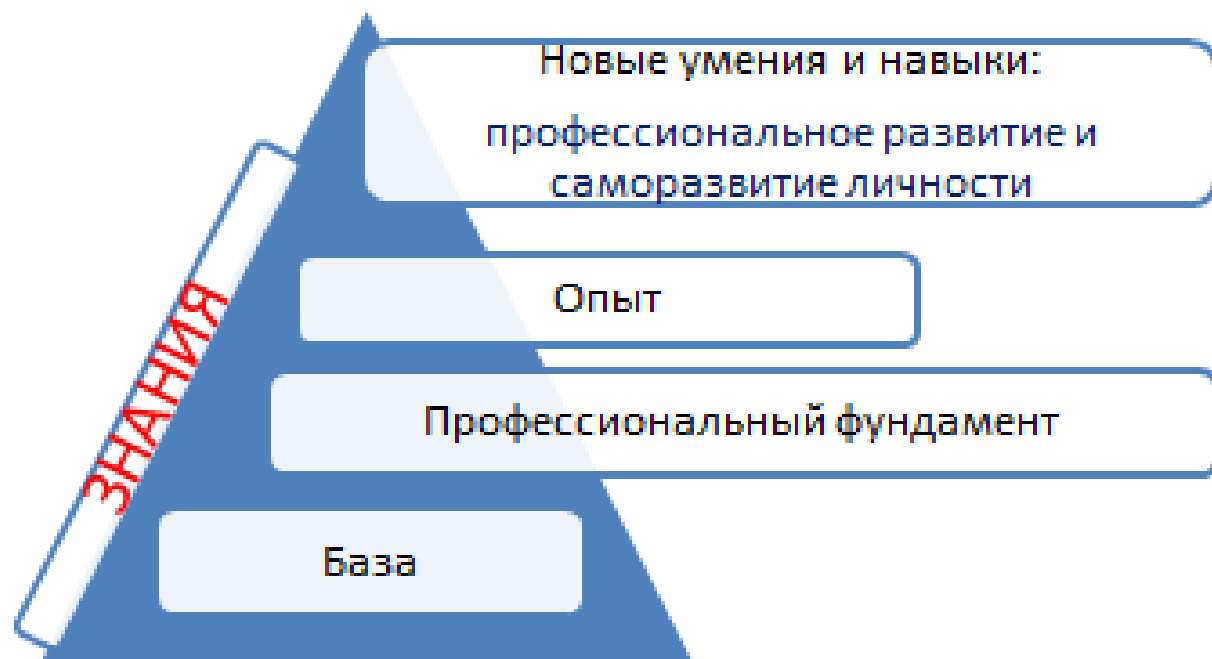 Новые умения и навыки:
профессиональное развитие и
саморазвитие личности
Опыт
Профессиональный фундамент
База
ЗНАНИЯ